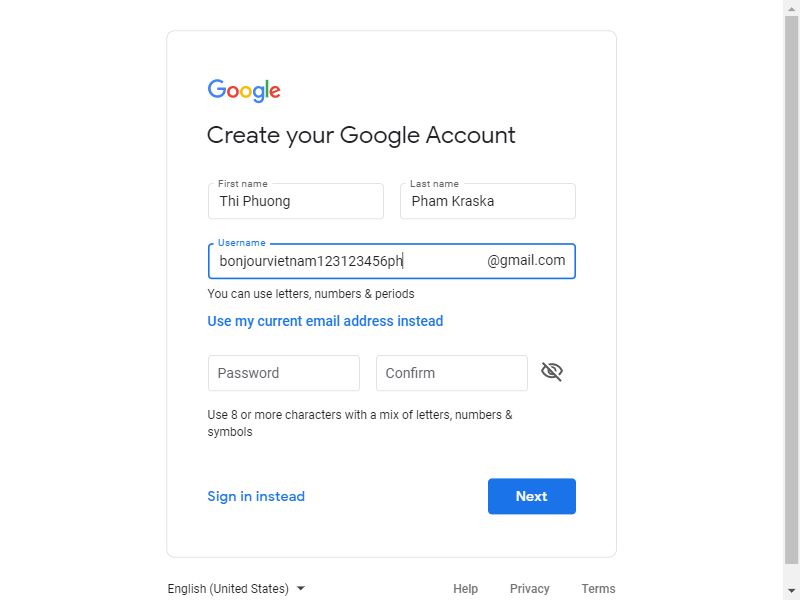 Google
Create your Google Account
First name
Last name
Thi Phuong
Pham Kraska
Username
bonjourvietnam123123456ph
@gmail.com
You can use letters, numbers & periods
Use my current email address instead
Password
Confirm
Use 8 or more characters with a mix of letters, numbers &
symbols
Sign in instead
Next
English (United States)
Help
Privacy
Terms